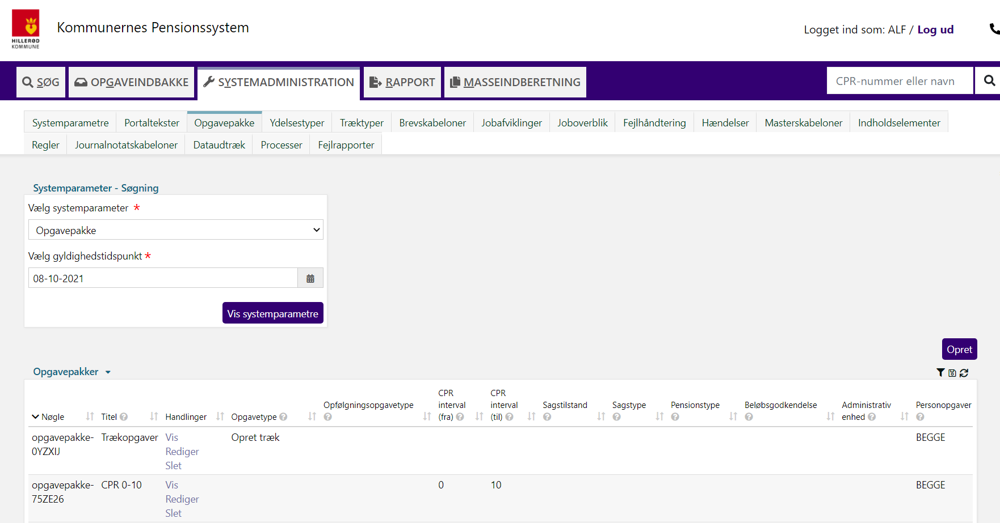 HILLERØD
KOMMUNE
Kommunernes Pensionssystem
Logget ind som: ALF / Log ud
SØG
OPGAVEINDBAKKE
SYSTEMADMINISTRATION
RAPPORT
MASSEINDBERETNING
CPR-nummer eller navn
Systemparametre Portaltekster Opgavepakke Ydelsestyper Træktyper Brevskabeloner Jobafviklinger Joboverblik Fejlhåndtering Hændelser Masterskabeloner Indholdselementer
Regler Journalnotatskabeloner Dataudtræk Processer Fejlrapporter
Systemparameter - Søgning
Vælg systemparameter *
Opgavepakke
Vælg gyldighedstidspunkt *
08-10-2021
Vis systemparametre
Opret
Opgavepakker
Nøgle
Titel
Handlinger
Opgavetype
Opfølgningsopgavetype
CPR
interval
(fra)
CPR
interval
(til)
Sagstilstand
Sagstype
Pensionstype
Beløbsgodkendelse
Administrativ
enhed
Personopgaver
opgavepakke-
0YZXIJ
Trækopgaver
Vis
Rediger
Slet
Opret træk
BEGGE
opgavepakke-
75ZE26
CPR 0-10
Vis
Rediger
Slet
0
10
BEGGE